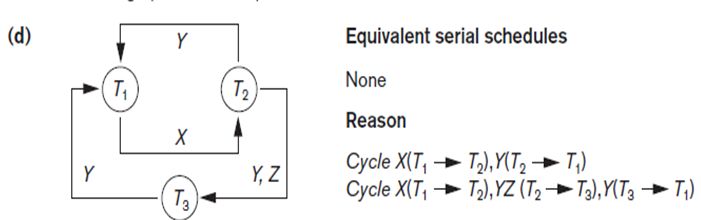 (d)
Y
Equivalent serial schedules
None
T₁
T₂
Reason
X
Cycle X(T₁ → T₂),Y(T₂ → T₁)
Y
Y, Z
Cycle X(T₁ → T₂),YZ (T₂ → T₃),Y(T₃ → T₁)
T₃